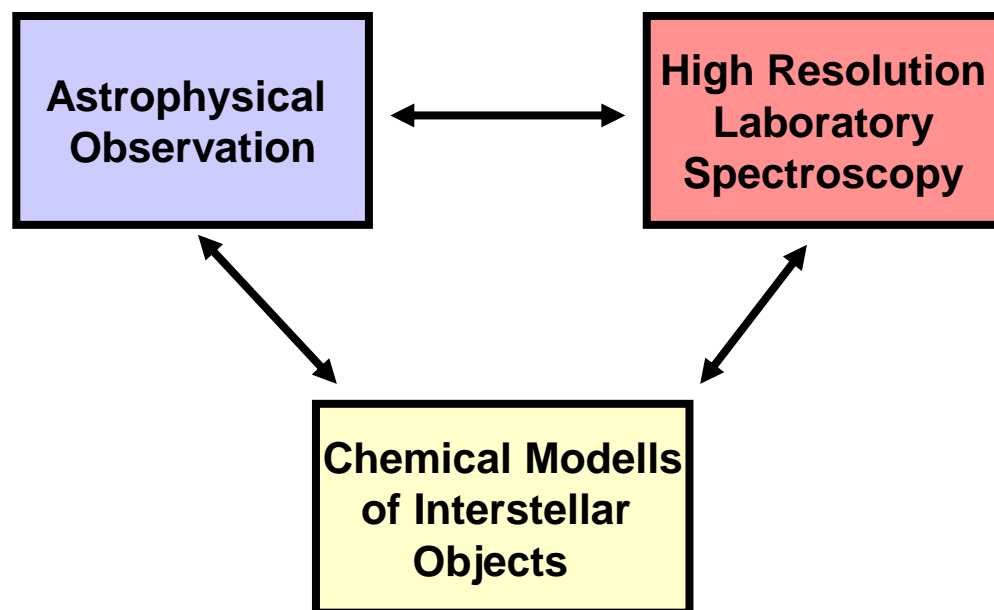 Astrophysical
Observation
High Resolution
Laboratory
Spectroscopy
Chemical Modells
of Interstellar
Objects